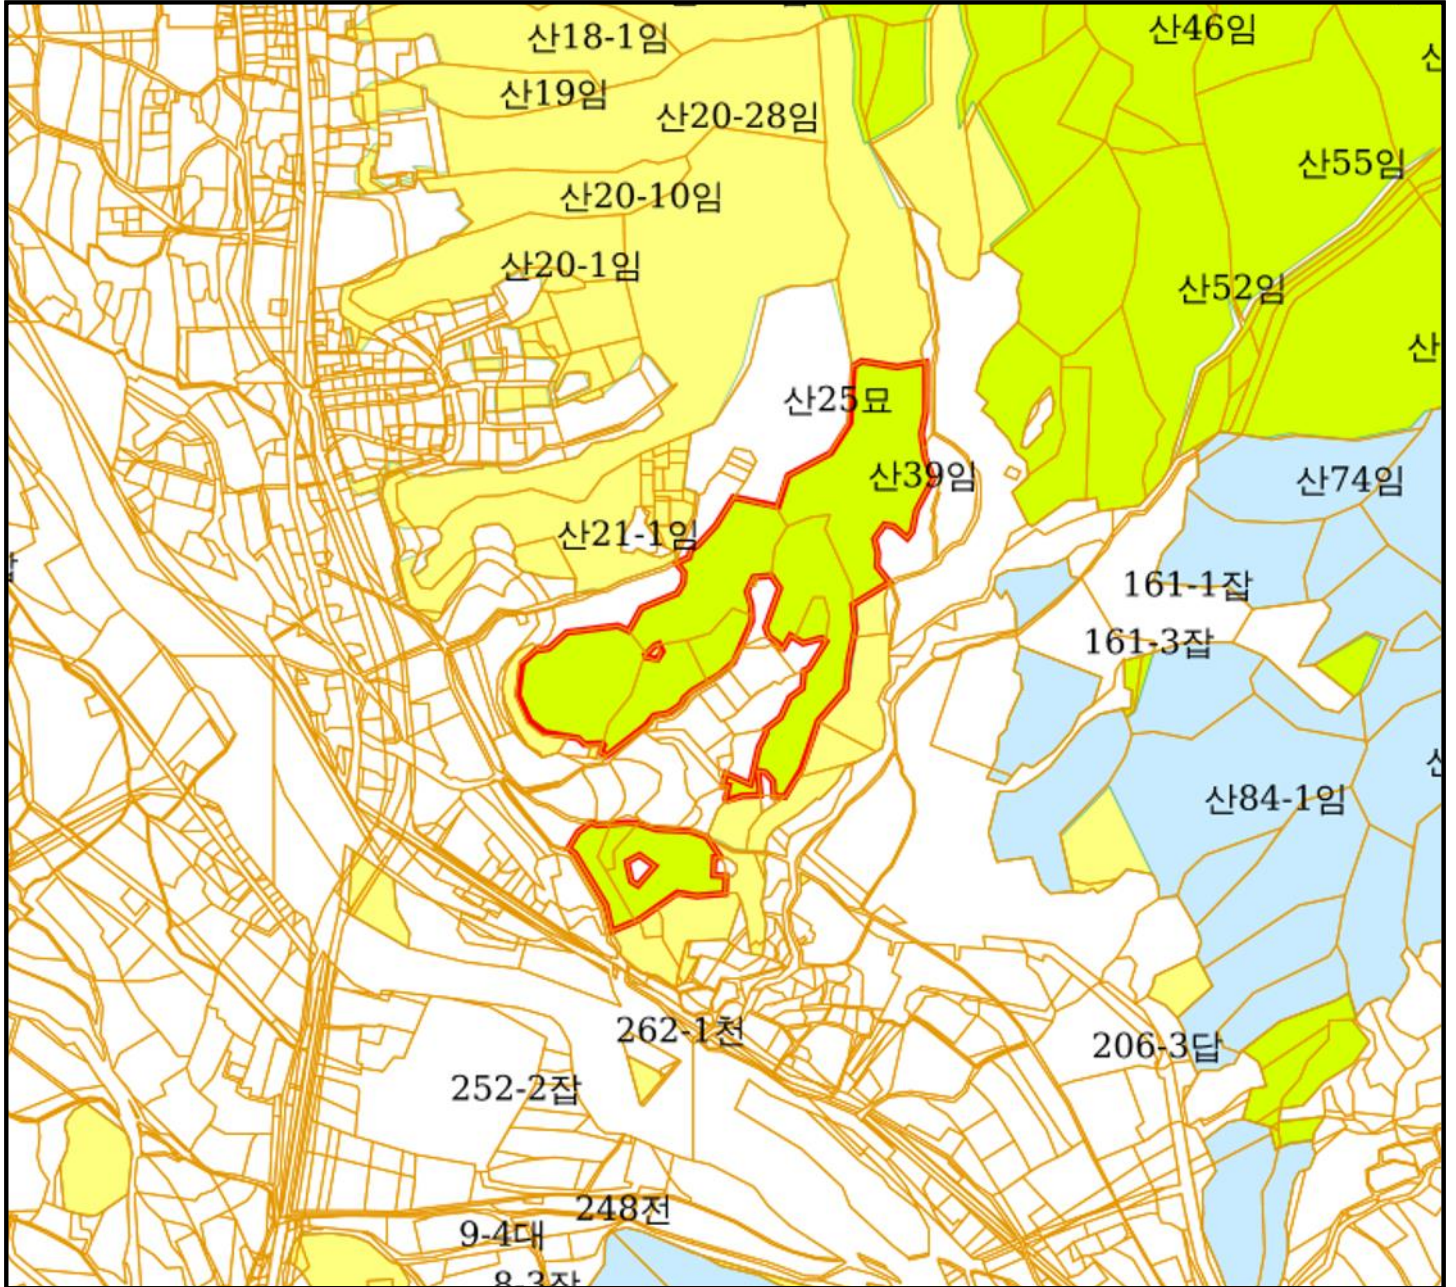 산18-1임
산46임
산19임
산20-28임
산55임
산20-10임
산20-1임
산52임
산
산25묘
산39임
산74임
산21-1임
161-1잡
161-3잡
산84-1임
262-1천
206-3답
252-2잡
248전
9-4대
8-3잡